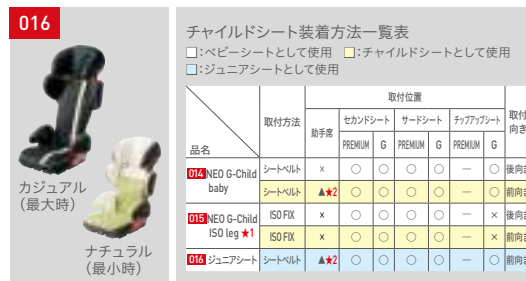 016
カジュアル
(最大時)
ナチュラル
(最小時)
チャイルドシート装着方法一覧表
□:ベビーシートとして使用 □:チャイルドシートとして使用
□:ジュニアシートとして使用
品名 取付方法 取付位置 取付
向き
助手席 セカンドシート サードシート チップアップシート
PREMIUM G PREMIUM G PREMIUM G
014 NEO G-Child
baby
シートベルト × ○ ○ ○ ○ — ○ 後向き
シートベルト ▲★2 ○ ○ ○ ○ — ○ 前向き
015 NEO G-Child
ISO leg ★1
ISO FIX × ○ ○ ○ ○ — × 後向き
ISO FIX × ○ ○ ○ ○ — × 前向き
016 ジュニアシート シートベルト ▲★2 ○ ○ ○ ○ — ○ 前向き